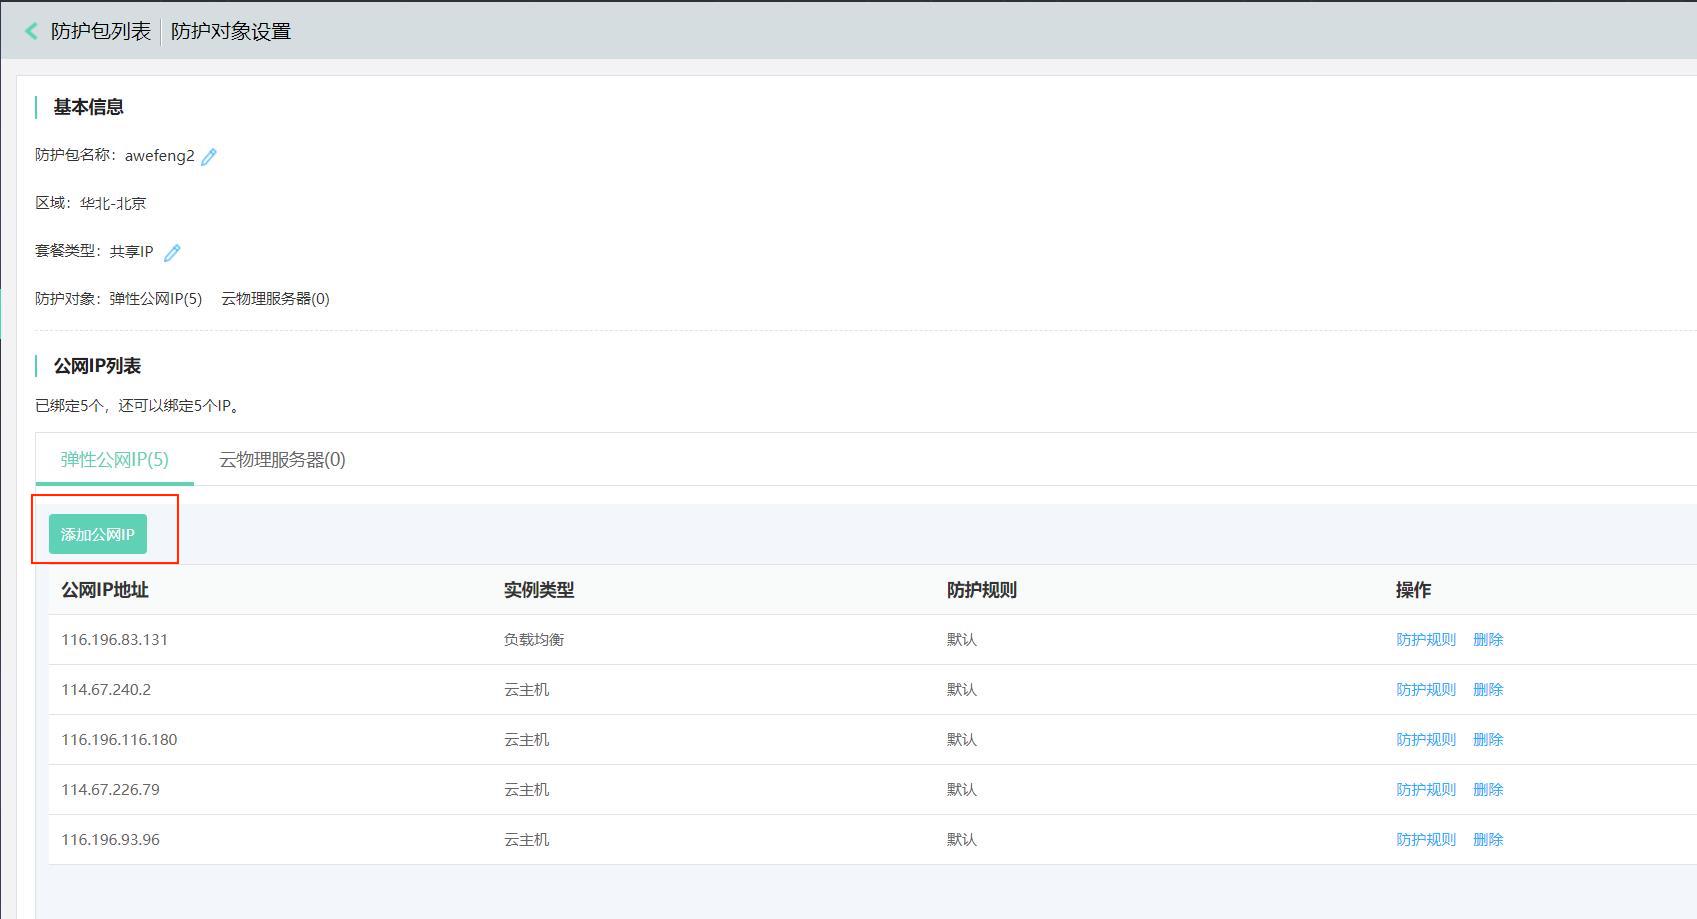 防护包列表 防护对象设置
基本信息
防护包名称：awefeng2
区域：华北-北京
套餐类型：共享IP
防护对象：弹性公网IP(5) 云物理服务器(0)
公网IP列表
已绑定5个，还可以绑定5个IP。
弹性公网IP(5) 云物理服务器(0)
添加公网IP
公网IP地址 实例类型 防护规则 操作
116.196.83.131 负载均衡 默认 防护规则 删除
114.67.240.2 云主机 默认 防护规则 删除
116.196.116.180 云主机 默认 防护规则 删除
114.67.226.79 云主机 默认 防护规则 删除
116.196.93.96 云主机 默认 防护规则 删除